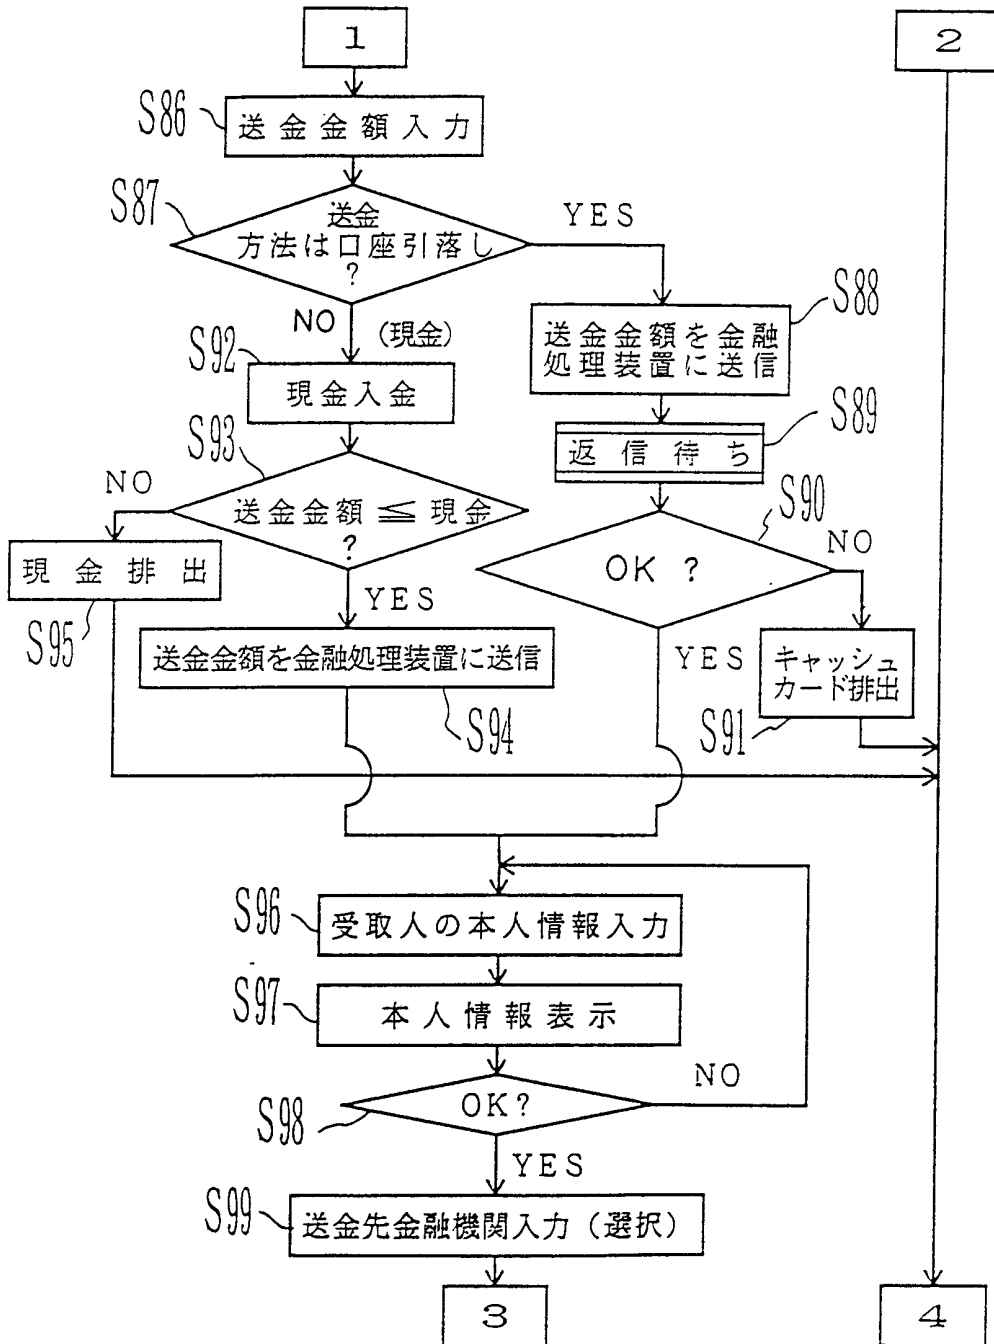 1
2
S86
送金金額入力
S87
送金
方法は口座引落し
?
YES
NO
(現金)
S88
送金金額を金融
処理装置に送信
S92
現金入金
S89
返信待ち
S93
NO
送金金額 ≦ 現金
?
YES
S90
OK ?
NO
YES
現金排出
S95
送金金額を金融処理装置に送信
S94
キャッシュ
カード排出
S91
S96
受取人の本人情報入力
S97
本人情報表示
S98
OK?
NO
YES
S99
送金先金融機関入力(選択)
3
4